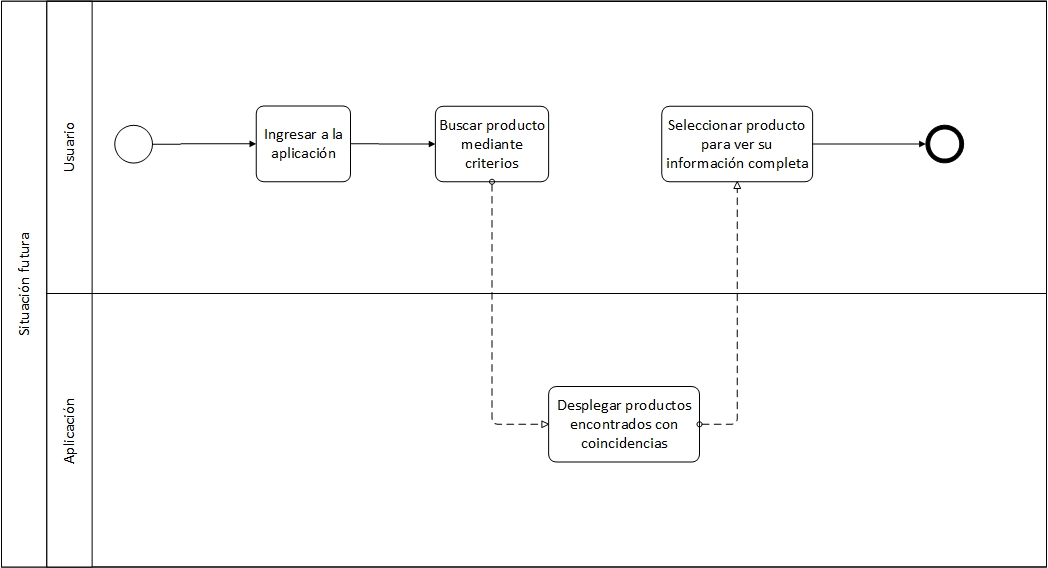 Situación futura
Usuario
Ingresar a la
aplicación
Buscar producto
mediante
criterios
Seleccionar producto
para ver su
información completa
Aplicación
Desplegar productos
encontrados con
coincidencias